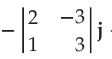 − | 2 −3 |
| 1 3 | j